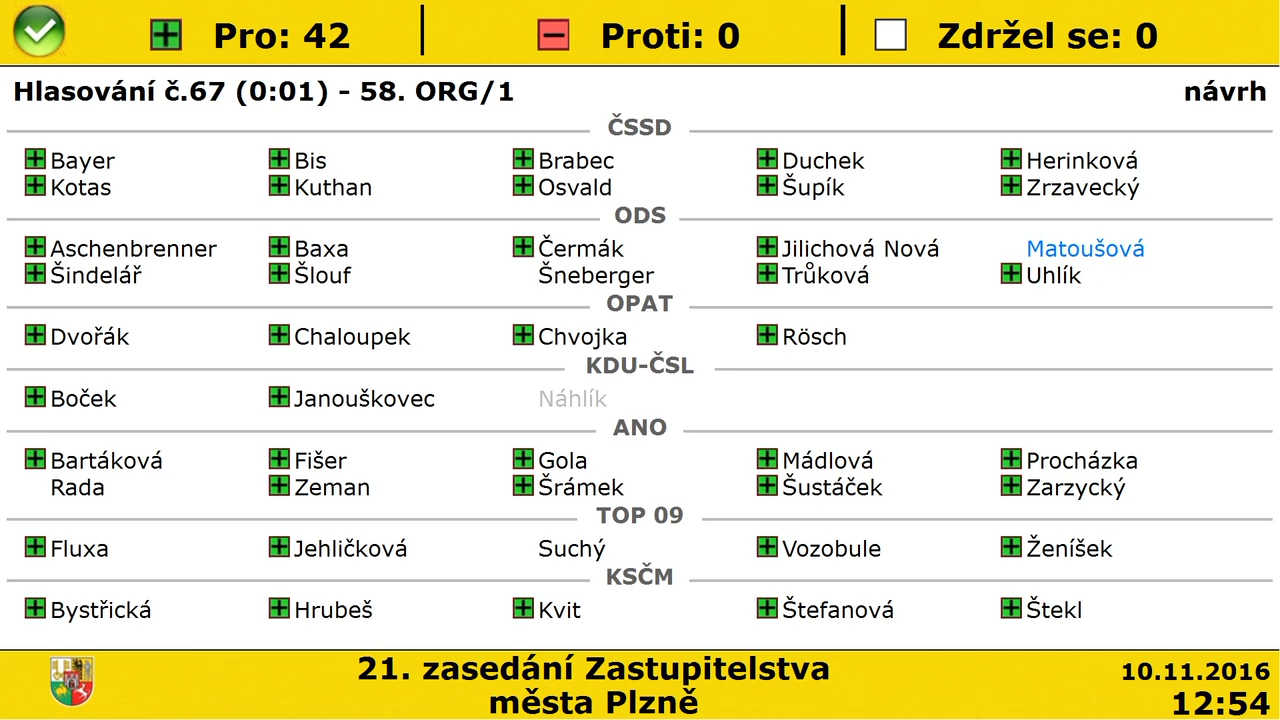 Pro: 42 Proti: 0 Zdržel se: 0
Hlasování č.67 (0:01) - 58. ORG/1 návrh
ČSSD
Bayer Bis Brabec Duchek Herinková
Kotas Kuthan Osvald Šupík Zrzavecký
ODS
Aschenbrenner Baxa Čermák Jilichová Nová Matoušová
Šindelář Šlouf Šneberger Trůková Uhlík
OPAT
Dvořák Chaloupek Chvojka Rösch
KDU-ČSL
Boček Janouškovec Náhlík
ANO
Bartáková Fišer Gola Mádlová Procházka
Rada Zeman Šrámek Šustáček Zarzycký
TOP 09
Fluxa Jehličková Suchý Vozobule Ženíšek
KSČM
Bystřická Hrubeš Kvit Štefanová Štekl
21. zasedání Zastupitelstva
města Plzně
10.11.2016
12:54